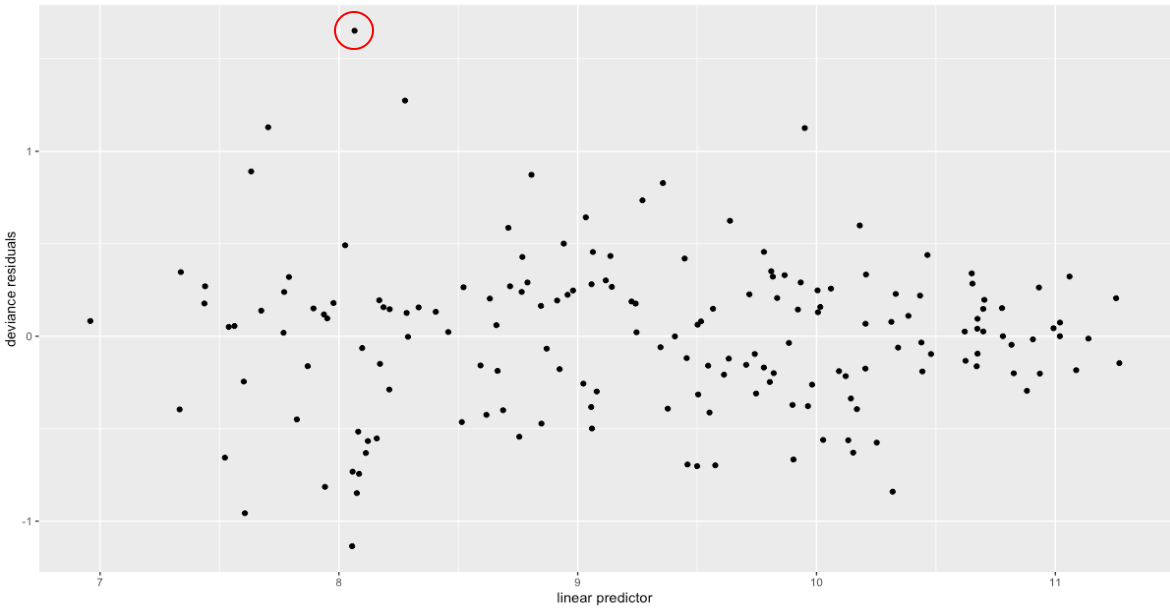 1
0
-1
deviance residuals
7 8 9 10 11
linear predictor